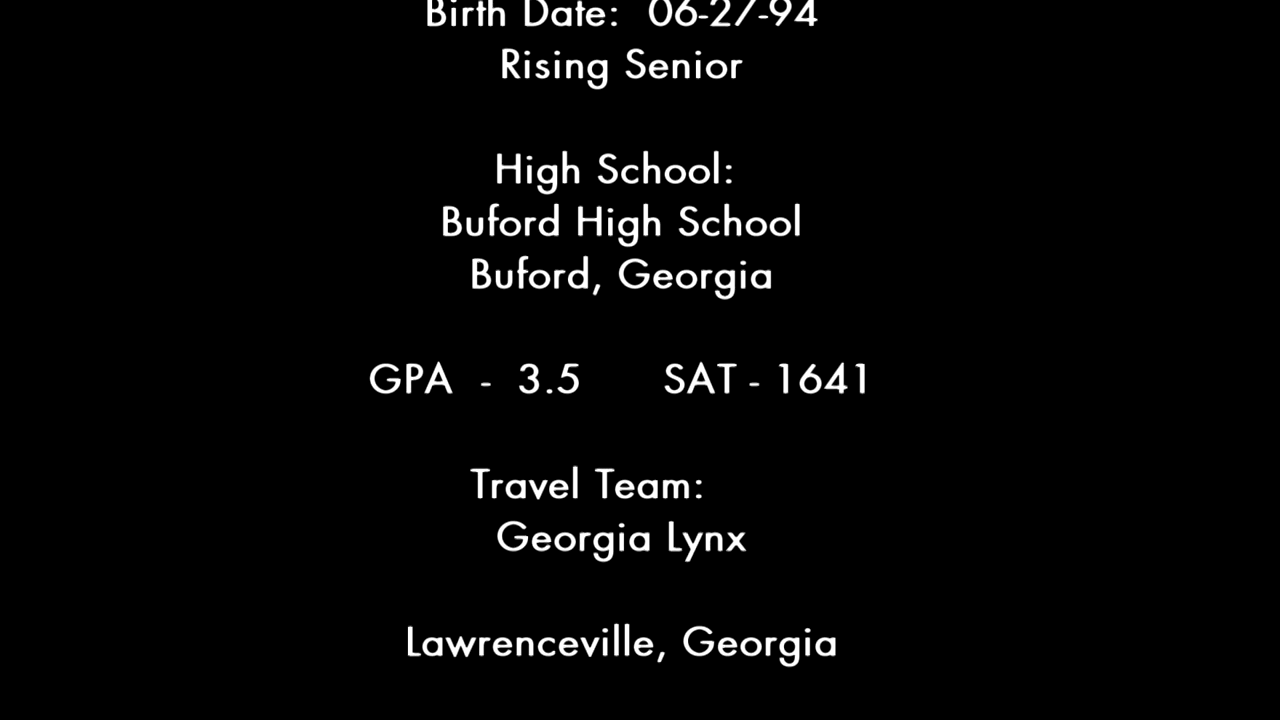 Birth Date: 06-27-94
Rising Senior
High School:
Buford High School
Buford, Georgia
GPA - 3.5 SAT - 1641
Travel Team:
Georgia Lynx
Lawrenceville, Georgia